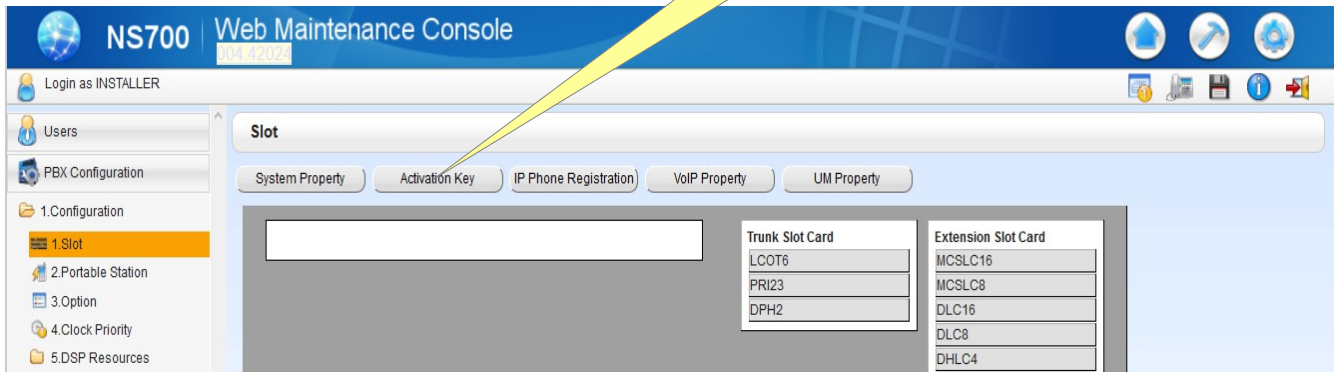 NS700 Web Maintenance Console
004.42024
Login as INSTALLER
Users
PBX Configuration
1.Configuration
1.Slot
2.Portable Station
3.Option
4.Clock Priority
5.DSP Resources
Slot
System Property
Activation Key
IP Phone Registration
VoIP Property
UM Property
Trunk Slot Card
LCOT6
PRI23
DPH2
Extension Slot Card
MCSLC16
MCSLC8
DLC16
DLC8
DHLC4